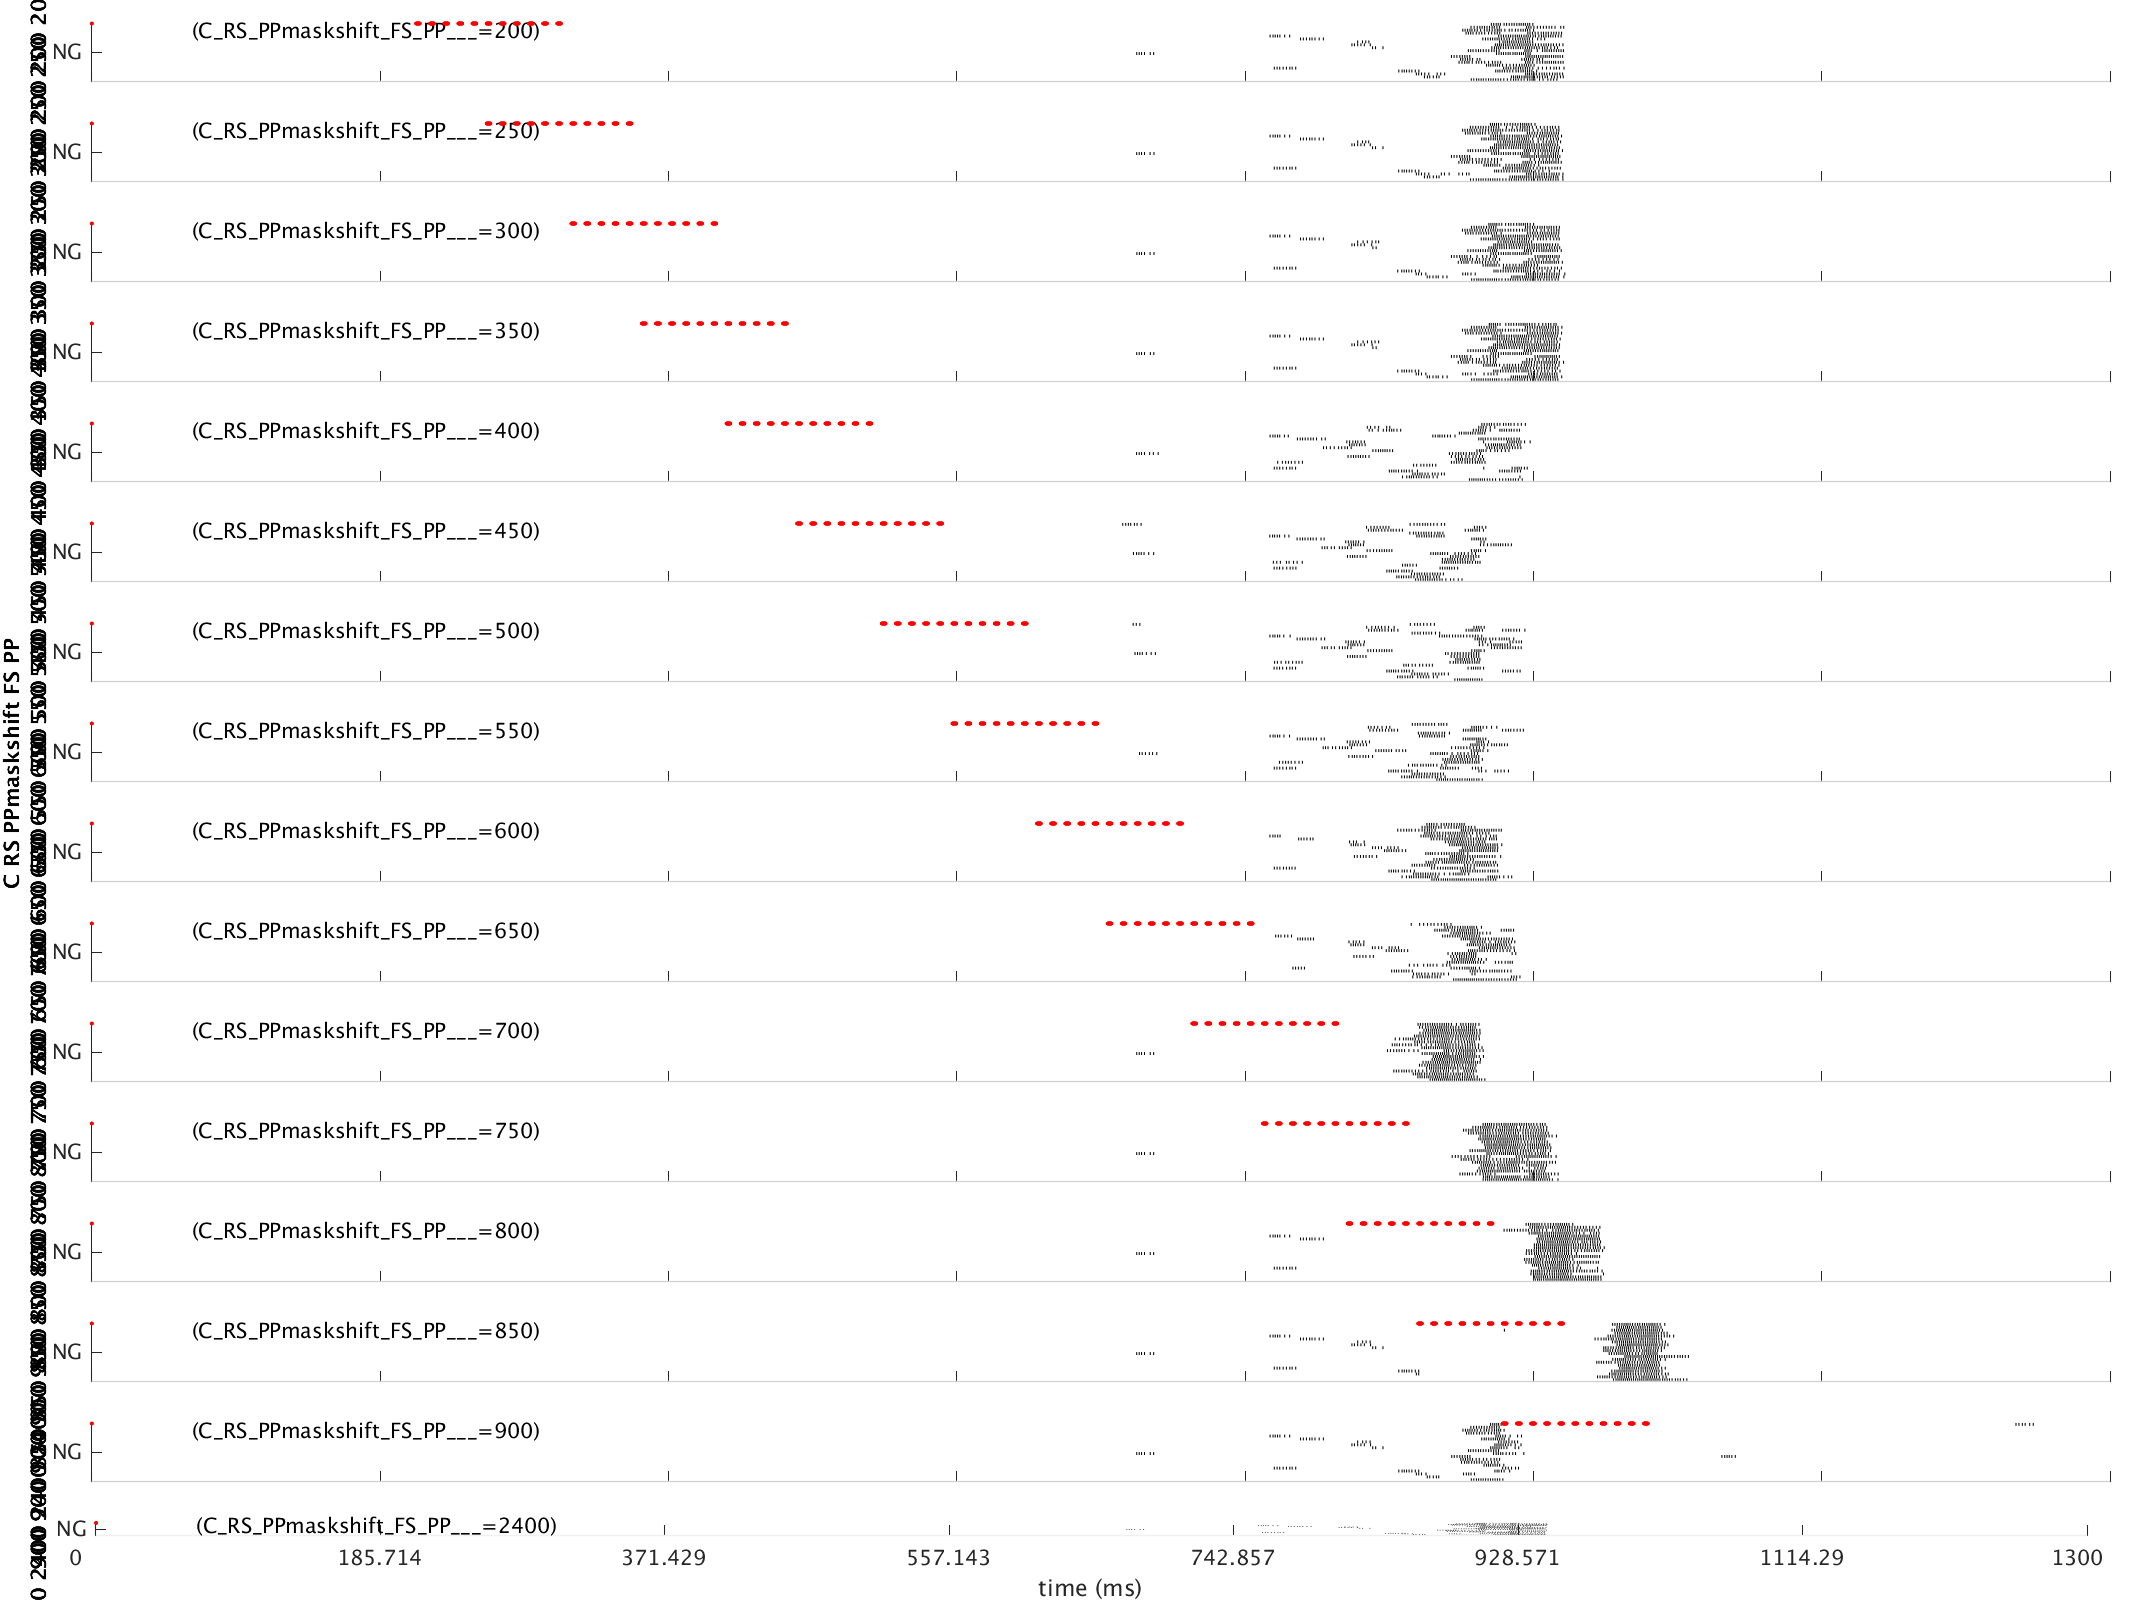 (C_RS_PPmaskshift_FS_PP___=200)
NG
(C_RS_PPmaskshift_FS_PP___=250)
NG
(C_RS_PPmaskshift_FS_PP___=300)
NG
(C_RS_PPmaskshift_FS_PP___=350)
NG
(C_RS_PPmaskshift_FS_PP___=400)
NG
(C_RS_PPmaskshift_FS_PP___=450)
NG
(C_RS_PPmaskshift_FS_PP___=500)
NG
(C_RS_PPmaskshift_FS_PP___=550)
NG
(C_RS_PPmaskshift_FS_PP___=600)
NG
(C_RS_PPmaskshift_FS_PP___=650)
NG
(C_RS_PPmaskshift_FS_PP___=700)
NG
(C_RS_PPmaskshift_FS_PP___=750)
NG
(C_RS_PPmaskshift_FS_PP___=800)
NG
(C_RS_PPmaskshift_FS_PP___=850)
NG
(C_RS_PPmaskshift_FS_PP___=900)
NG
(C_RS_PPmaskshift_FS_PP___=2400)
NG
0 185.714 371.429 557.143 742.857 928.571 1114.29 1300
time (ms)
C RS PPmaskshift FS PP